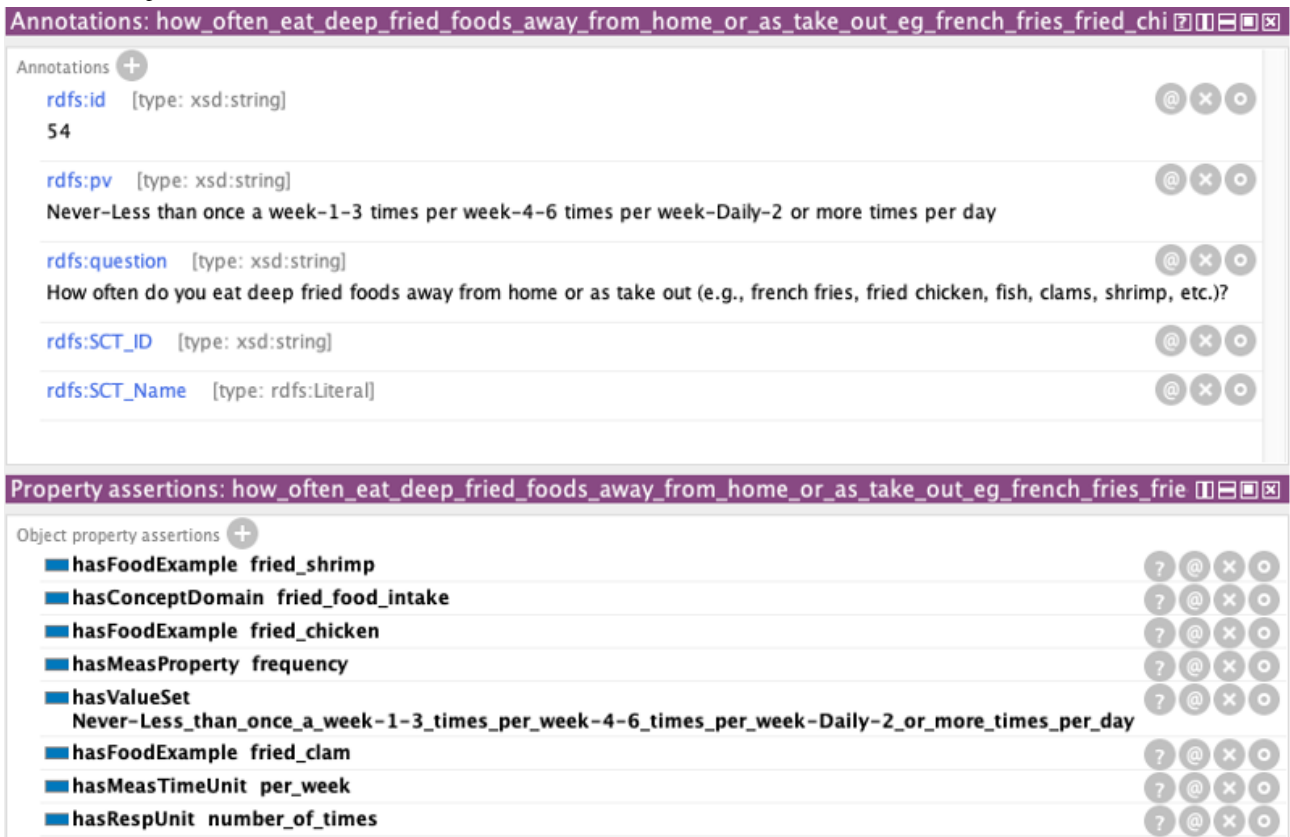 Annotations: how_often_eat_deep_fried_foods_away_from_home_or_as_take_out_eg_french_fries_fried_chi
Annotations
rdfs:id [type: xsd:string]
54
rdfs:pv [type: xsd:string]
Never-Less than once a week-1-3 times per week-4-6 times per week-Daily-2 or more times per day
rdfs:question [type: xsd:string]
How often do you eat deep fried foods away from home or as take out (e.g., french fries, fried chicken, fish, clams, shrimp, etc.)?
rdfs:SCT_ID [type: xsd:string]
rdfs:SCT_Name [type: rdfs:Literal]
Property assertions: how_often_eat_deep_fried_foods_away_from_home_or_as_take_out_eg_french_fries_frie
Object property assertions
hasFoodExample fried_shrimp
hasConceptDomain fried_food_intake
hasFoodExample fried_chicken
hasMeasProperty frequency
hasValueSet
Never-Less_than_once_a_week-1-3_times_per_week-4-6_times_per_week-Daily-2_or_more_times_per_day
hasFoodExample fried_clam
hasMeasTimeUnit per_week
hasRespUnit number_of_times